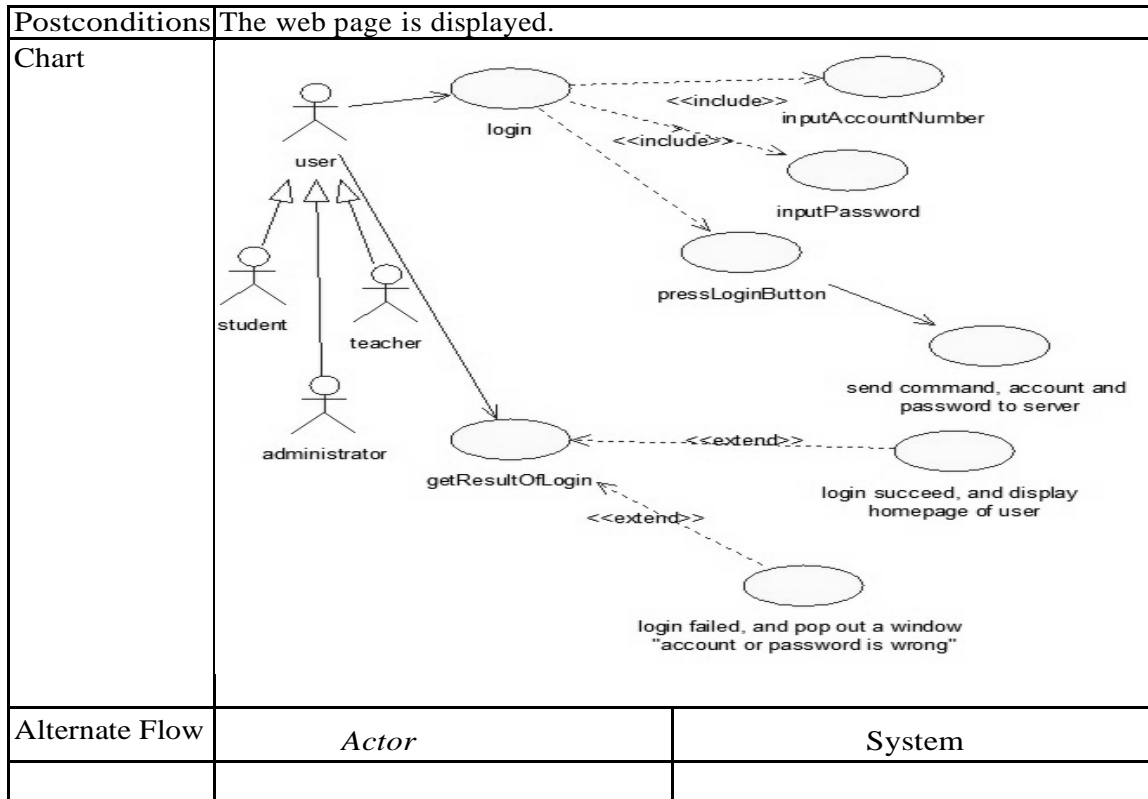 Postconditions The web page is displayed.
Chart
<<include>>
inputAccountNumber
login
<<include>>
user
inputPassword
pressLoginButton
student
teacher
send command, account and
password to server
administrator
<<extend>>
getResultOfLogin
login succeed, and display
homepage of user
<<extend>>
login failed, and pop out a window
"account or password is wrong"
Alternate Flow Actor System